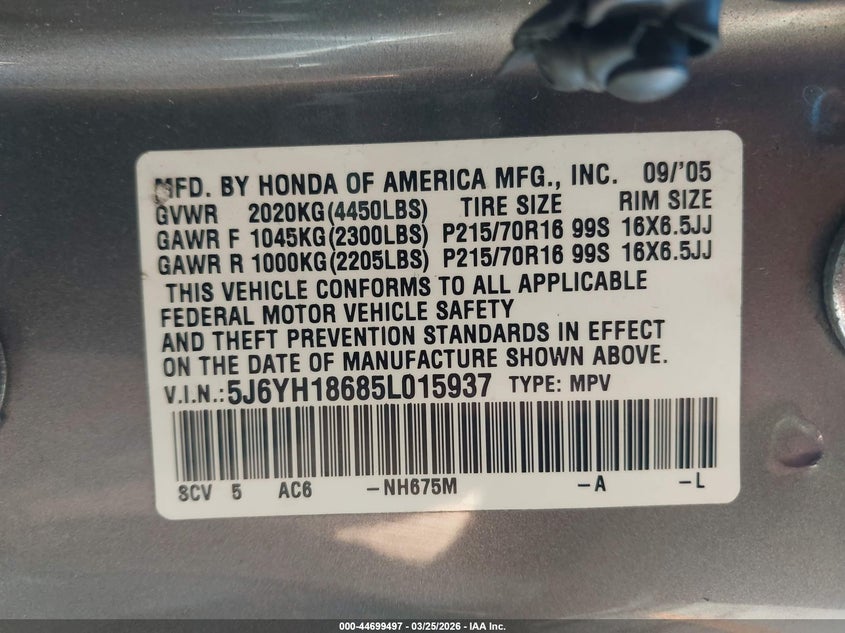 MFD. BY HONDA OF AMERICA MFG., INC. 09/'05
GVWR 2020KG(4450LBS) TIRE SIZE RIM SIZE
GAWR F 1045KG(2300LBS) P215/70R16 99S 16X6.5JJ
GAWR R 1000KG(2205LBS) P215/70R16 99S 16X6.5JJ
THIS VEHICLE CONFORMS TO ALL APPLICABLE
FEDERAL MOTOR VEHICLE SAFETY
AND THEFT PREVENTION STANDARDS IN EFFECT
ON THE DATE OF MANUFACTURE SHOWN ABOVE.
V.I.N.:5J6YH18685L015937 TYPE: MPV
SCV 5 AC6 -NH675M -A -L
000-44699497 - 03/25/2026 - IAA Inc.